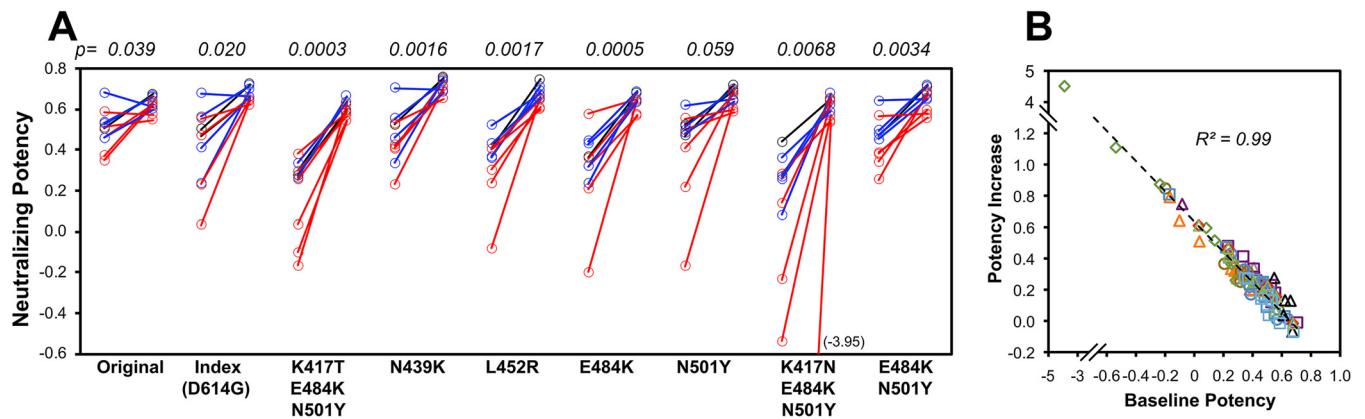 A
p= 0.039 0.020 0.0003 0.0016 0.0017 0.0005 0.059 0.0068 0.0034
Neutralizing Potency
0.8
0.6
0.4
0.2
0.0
-0.2
-0.4
-0.6
(-3.95)
Original
Index
(D614G)
K417T
E484K
N501Y
N439K
L452R
E484K
N501Y
K417N
E484K
N501Y
E484K
N501Y
B
Potency Increase
5
4
1.2
1.0
0.8
0.6
0.4
0.2
0.0
-0.2
R² = 0.99
-5 -3 -0.6 -0.2 0 0.2 0.4 0.6 0.8 1.0
Baseline Potency